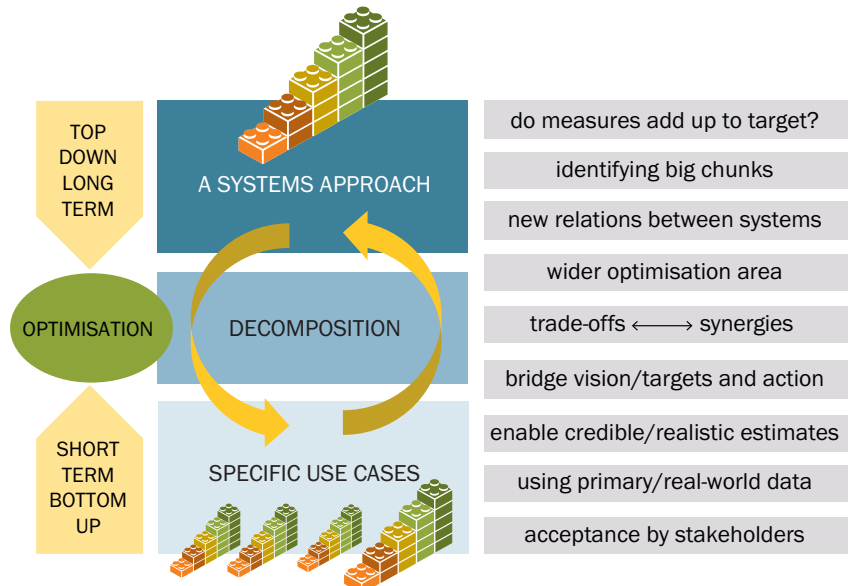 TOP
DOWN
LONG
TERM
A SYSTEMS APPROACH
OPTIMISATION
DECOMPOSITION
SHORT
TERM
BOTTOM
UP
SPECIFIC USE CASES
do measures add up to target?
identifying big chunks
new relations between systems
wider optimisation area
trade-offs ⟷ synergies
bridge vision/targets and action
enable credible/realistic estimates
using primary/real-world data
acceptance by stakeholders